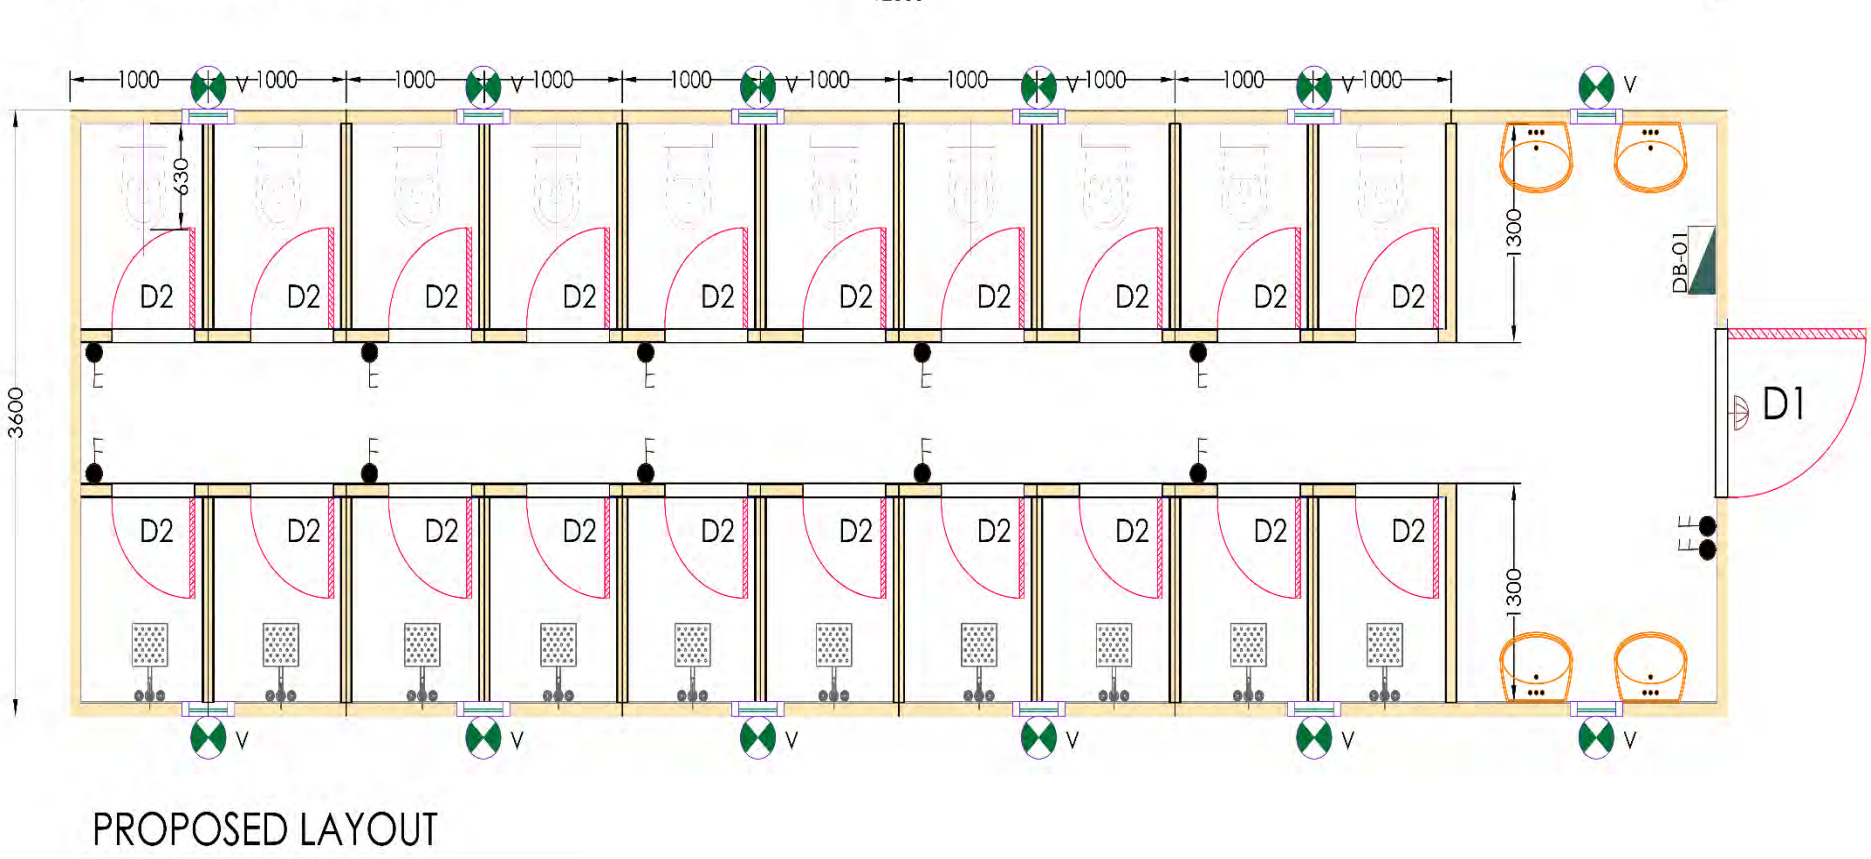 1000 V 1000 1000 V 1000 1000 V 1000 1000 V 1000 1000 V 1000 V
630
1300
DB-01
D2 D2 D2 D2 D2 D2 D2 D2 D2 D2
E E E E E
3600
D1
E E E E E
D2 D2 D2 D2 D2 D2 D2 D2 D2 D2
E
E
1300
V V V V V V
PROPOSED LAYOUT